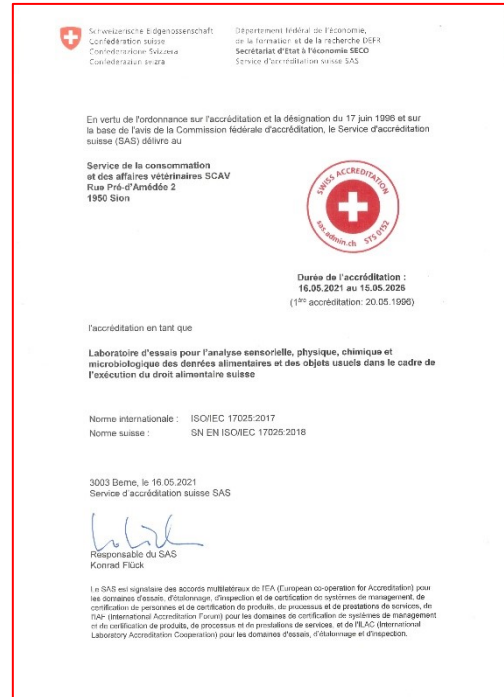 Schweizerische Eidgenossenschaft
Confédération suisse
Confederazione Svizzera
Confederaziun svizra
Département fédéral de l'économie,
de la formation et de la recherche DEFR
Secrétariat d'Etat à l'économie SECO
Service d'accréditation suisse SAS
En vertu de l'ordonnance sur l'accréditation et la désignation du 17 juin 1996 et sur
la base de l'avis de la Commission fédérale d'accréditation, le Service d'accréditation
suisse (SAS) délivre au
Service de la consommation
et des affaires vétérinaires SCAV
Rue Pré-d'Amédée 2
1950 Sion
SWISS ACCREDITATION
sas.admin.ch STS 0152
Durée de l'accréditation :
16.05.2021 au 15.05.2026
(1ère accréditation: 20.05.1996)
l'accréditation en tant que
Laboratoire d'essais pour l'analyse sensorielle, physique, chimique et
microbiologique des denrées alimentaires et des objets usuels dans le cadre de
l'exécution du droit alimentaire suisse
Norme internationale : ISO/IEC 17025:2017
Norme suisse : SN EN ISO/IEC 17025:2018
3003 Berne, le 16.05.2021
Service d'accréditation suisse SAS
Responsable du SAS
Konrad Flück
Le SAS est signataire des accords multilatéraux de l'EA (European co-operation for Accreditation) pour
les domaines d'essais, d'étalonnage, d'inspection et de certification de systèmes de management, de
certification de personnes et de certification de produits, de processus et de prestations de services, de
l'IAF (International Accreditation Forum) pour les domaines de certification de systèmes de management
et de certification de produits, de processus et de prestations de services, et de l'ILAC (International
Laboratory Accreditation Cooperation) pour les domaines d'essais, d'étalonnage et d'inspection.